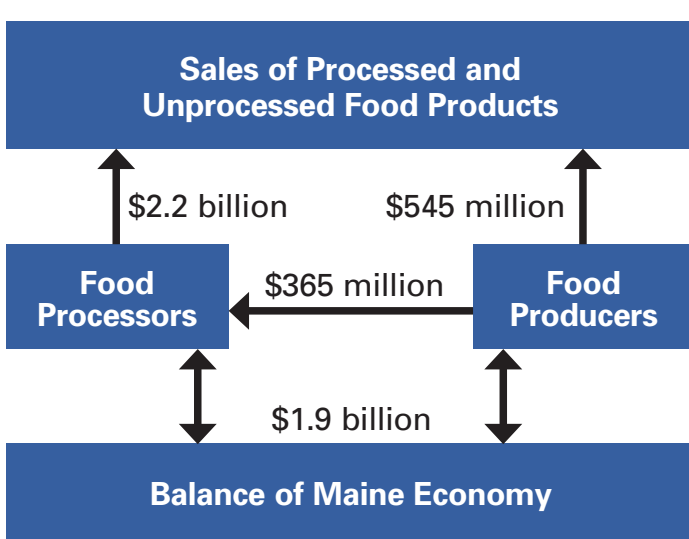 Sales of Processed and
Unprocessed Food Products
$2.2 billion
$545 million
Food
Processors
$365 million
Food
Producers
$1.9 billion
Balance of Maine Economy